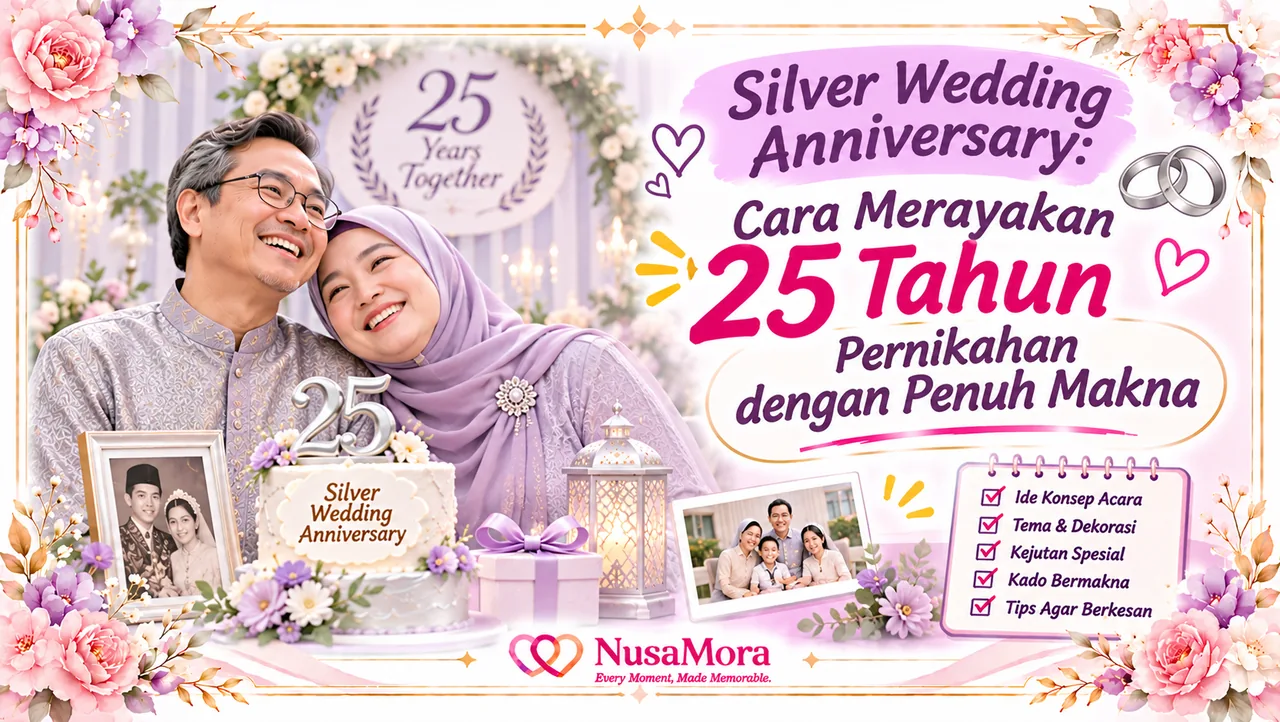 25
Years
Together
Silver Wedding
Anniversary:
Cara Merayakan
25 Tahun
Pernikahan
dengan Penuh Makna
25
Silver
Wedding
Anniversary
Ide Konsep Acara
Tema & Dekorasi
Kejutan Spesial
Kado Bermakna
Tips Agar Berkesan
NusaMora
Every Moment, Made Memorable.